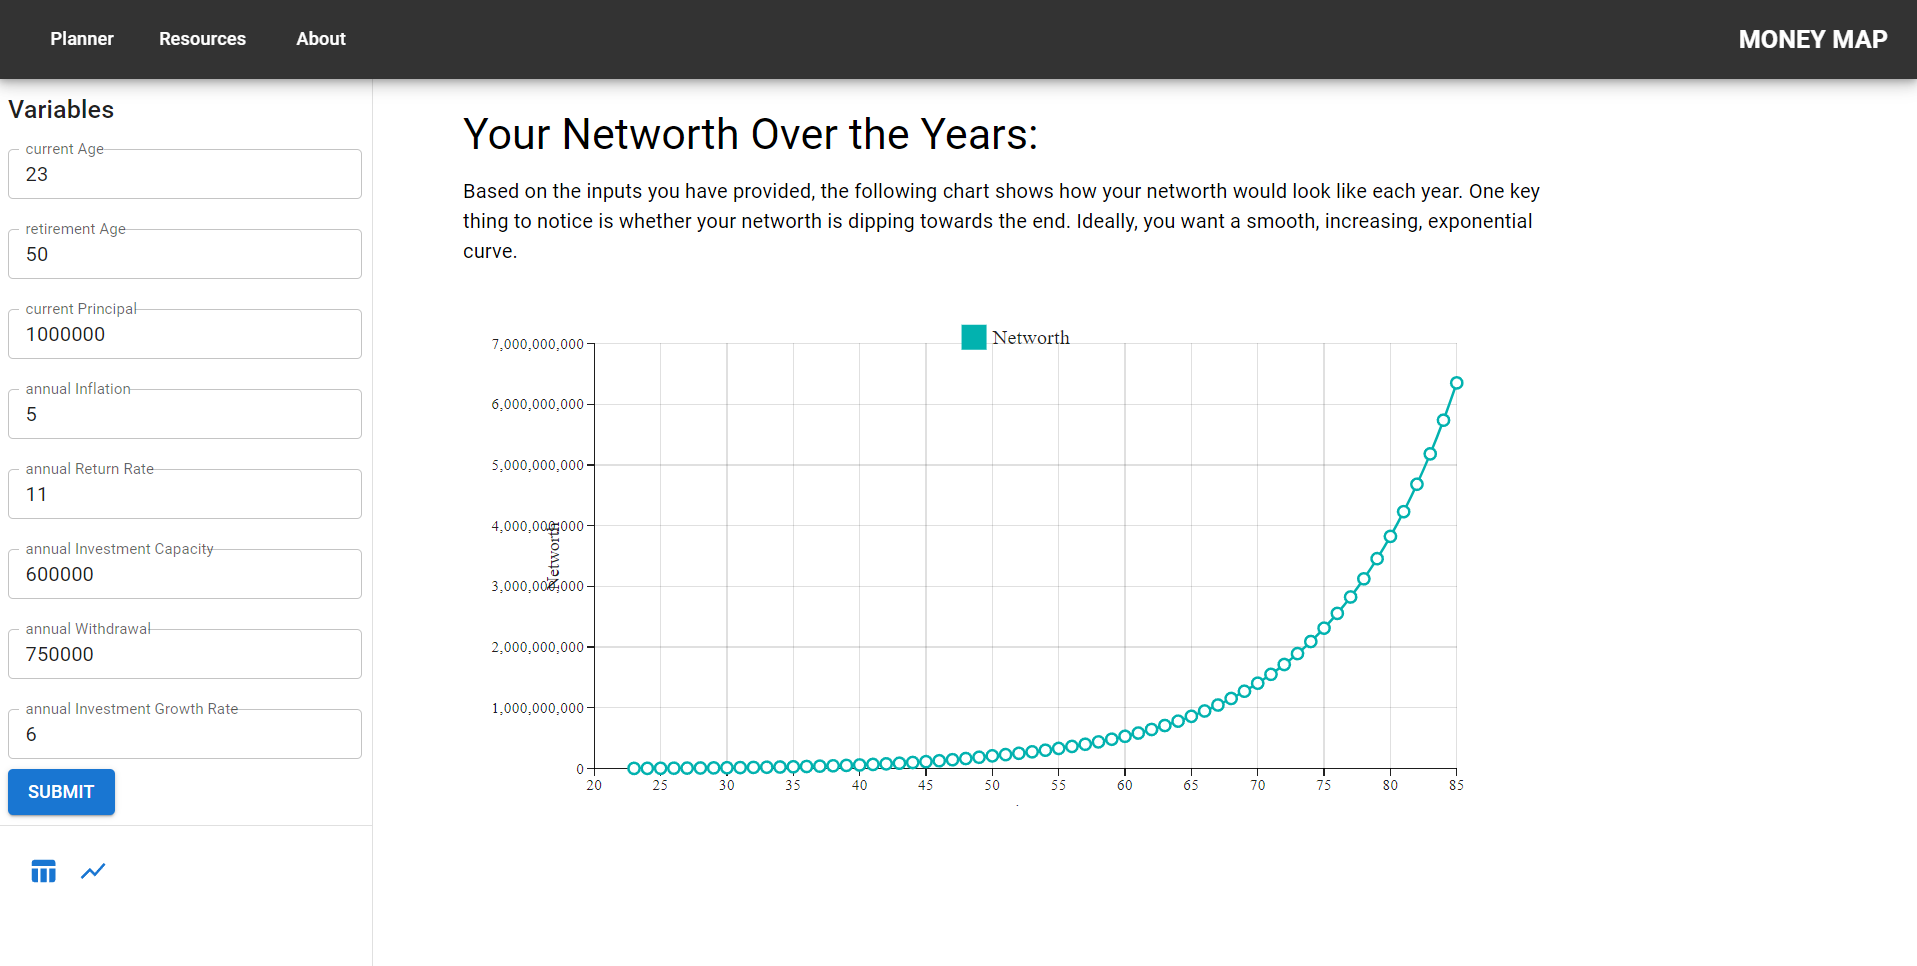 Planner
Resources
About
MONEY MAP
Variables
current Age
23
retirement Age
50
current Principal
1000000
annual Inflation
5
annual Return Rate
11
annual Investment Capacity
600000
annual Withdrawal
750000
annual Investment Growth Rate
6
SUBMIT
Your Networth Over the Years:
Based on the inputs you have provided, the following chart shows how your networth would look like each year. One key
thing to notice is whether your networth is dipping towards the end. Ideally, you want a smooth, increasing, exponential
curve.
Networth
7,000,000,000
6,000,000,000
5,000,000,000
4,000,000,000
3,000,000,000
2,000,000,000
1,000,000,000
0
Networth
20 25 30 35 40 45 50 55 60 65 70 75 80 85